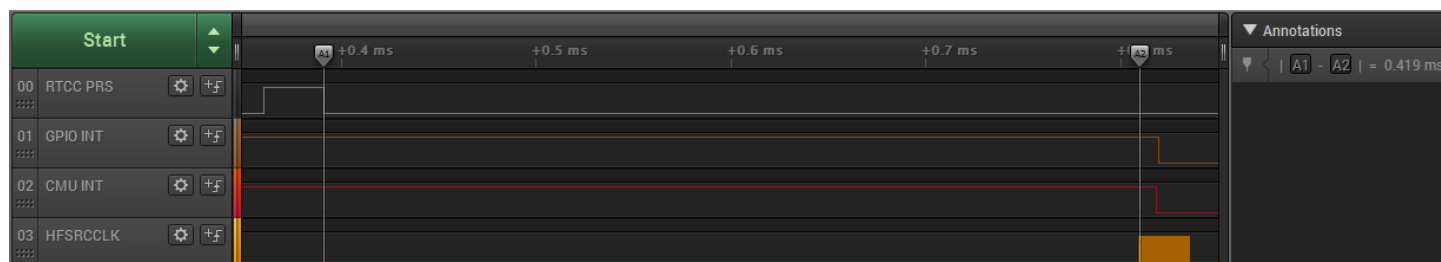 Start
A1 +0.4 ms +0.5 ms +0.6 ms +0.7 ms +( A2 ms
Annotations
| A1 - A2 | = 0.419 ms
00 RTCC PRS
01 GPIO INT
02 CMU INT
03 HFSRCCLK